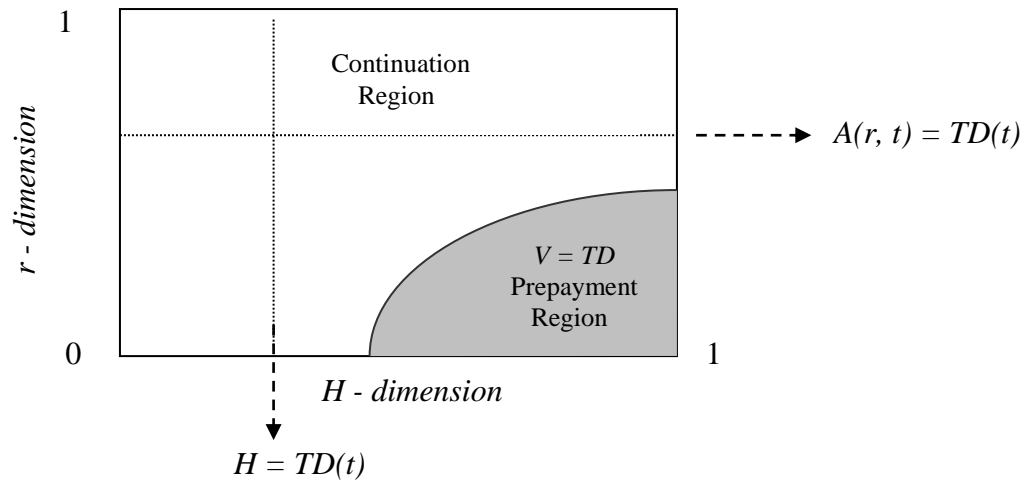 1
Continuation
Region
r - dimension
A(r, t) = TD(t)
V = TD
Prepayment
Region
0
1
H - dimension
H = TD(t)